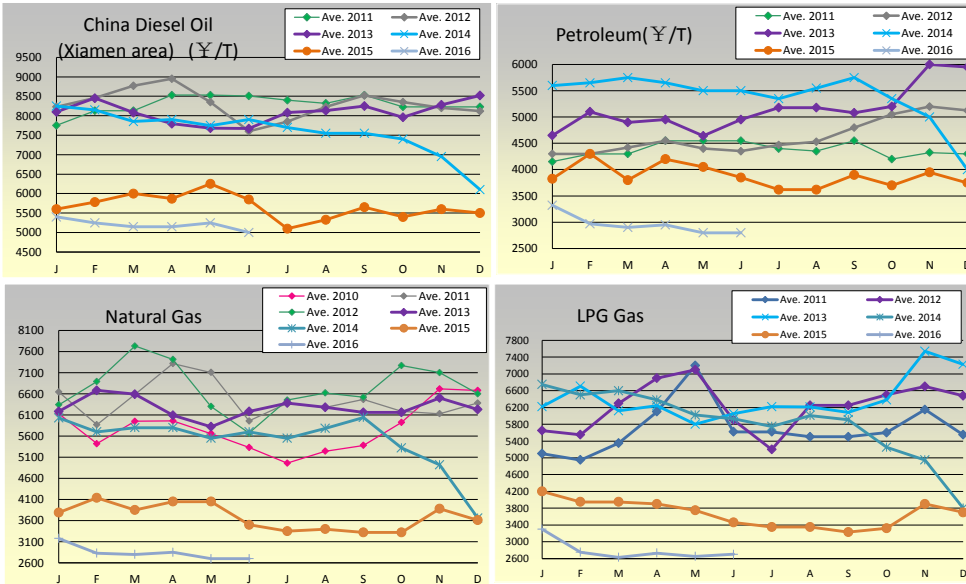 China Diesel Oil
(Xiamen area) (￥/T)
Ave. 2011
Ave. 2012
Ave. 2013
Ave. 2014
Ave. 2015
Ave. 2016
9500
9000
8500
8000
7500
7000
6500
6000
5500
5000
4500
J F M A M J J A S O N D
Petroleum(￥/T)
Ave. 2011
Ave. 2012
Ave. 2013
Ave. 2014
Ave. 2015
Ave. 2016
6000
5500
5000
4500
4000
3500
3000
2500
J F M A M J J A S O N D
Natural Gas
Ave. 2010
Ave. 2011
Ave. 2012
Ave. 2013
Ave. 2014
Ave. 2015
Ave. 2016
8100
7600
7100
6600
6100
5600
5100
4600
4100
3600
3100
2600
J F M A M J J A S O N D
LPG Gas
Ave. 2011
Ave. 2012
Ave. 2013
Ave. 2014
Ave. 2015
Ave. 2016
7800
7400
7000
6600
6200
5800
5400
5000
4600
4200
3800
3400
3000
2600
J F M A M J J A S O N D